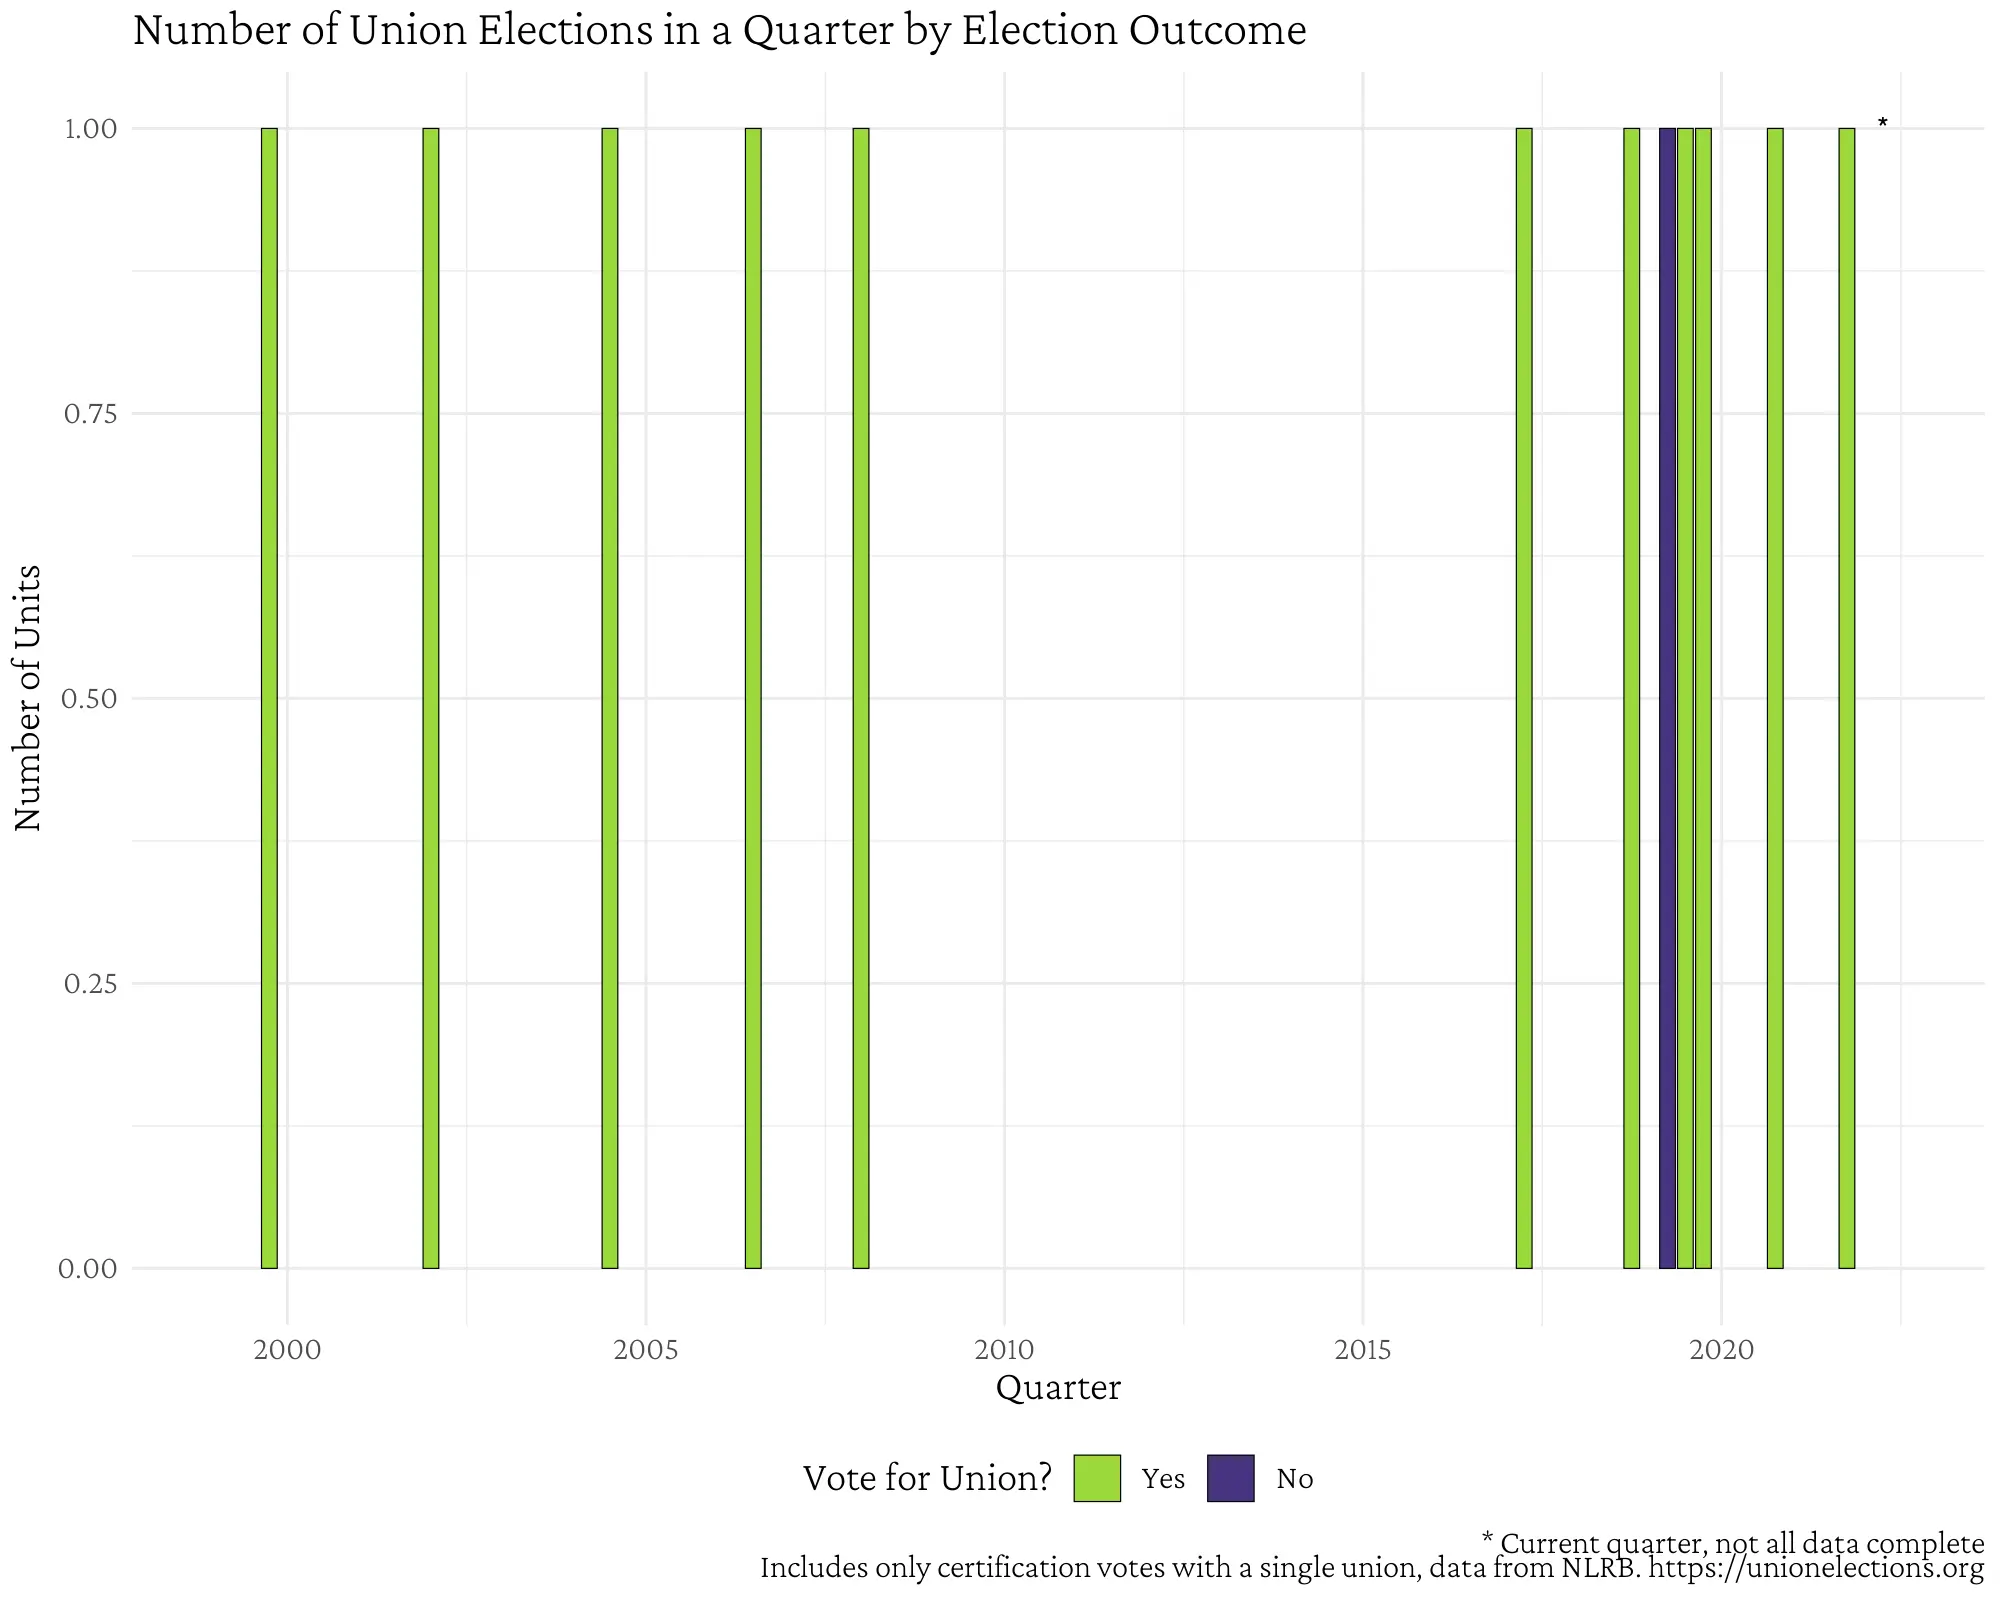 Number of Union Elections in a Quarter by Election Outcome
*
1.00
0.75
0.50
0.25
0.00
Number of Units
2000 2005 2010 2015 2020
Quarter
Vote for Union? Yes No
* Current quarter, not all data complete
Includes only certification votes with a single union, data from NLRB. https://unionelections.org